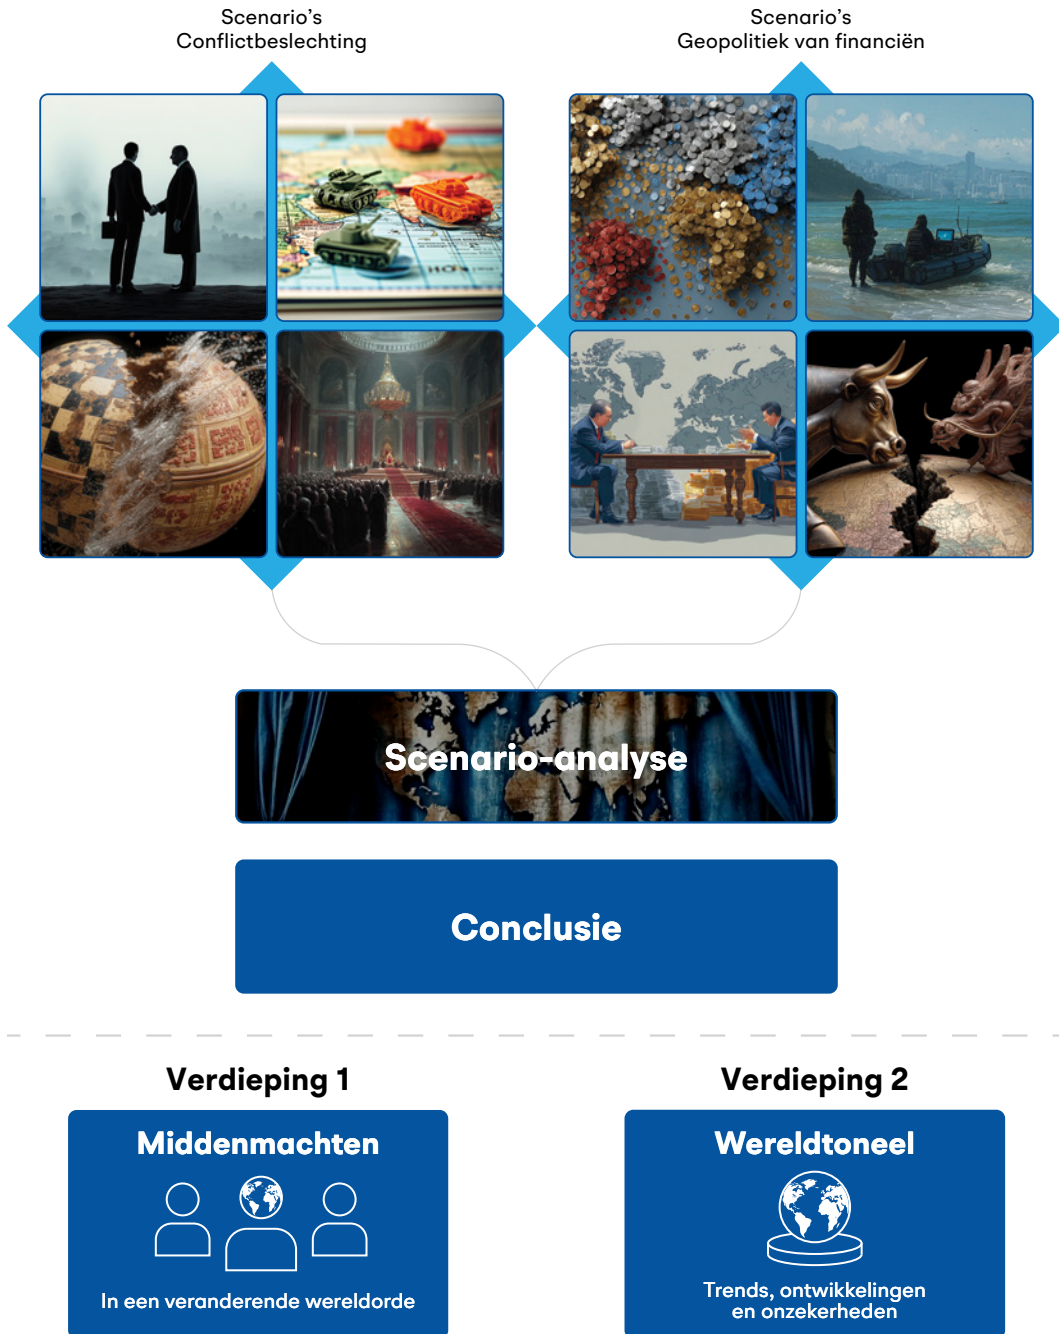 Scenario’s
Conflictbeslechting
Scenario’s
Geopolitiek van financiën
Scenario-analyse
Conclusie
Verdieping 1
Middenmachten
In een veranderende wereldorde
Verdieping 2
Wereldtoneel
Trends, ontwikkelingen
en onzekerheden